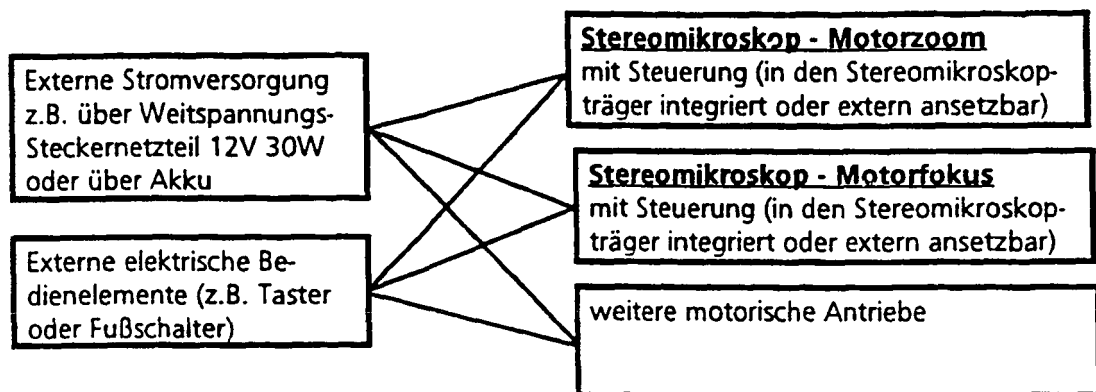 Externe Stromversorgung
z.B. über Weitspannungs-
Steckernetzteil 12V 30W
oder über Akku
Externe elektrische Be-
dienelemente (z.B. Taster
oder Fußschalter)
Stereomikroskop - Motorzoom
mit Steuerung (in den Stereomikroskop-
träger integriert oder extern ansetzbar)
Stereomikroskop - Motorfokus
mit Steuerung (in den Stereomikroskop-
träger integriert oder extern ansetzbar)
weitere motorische Antriebe